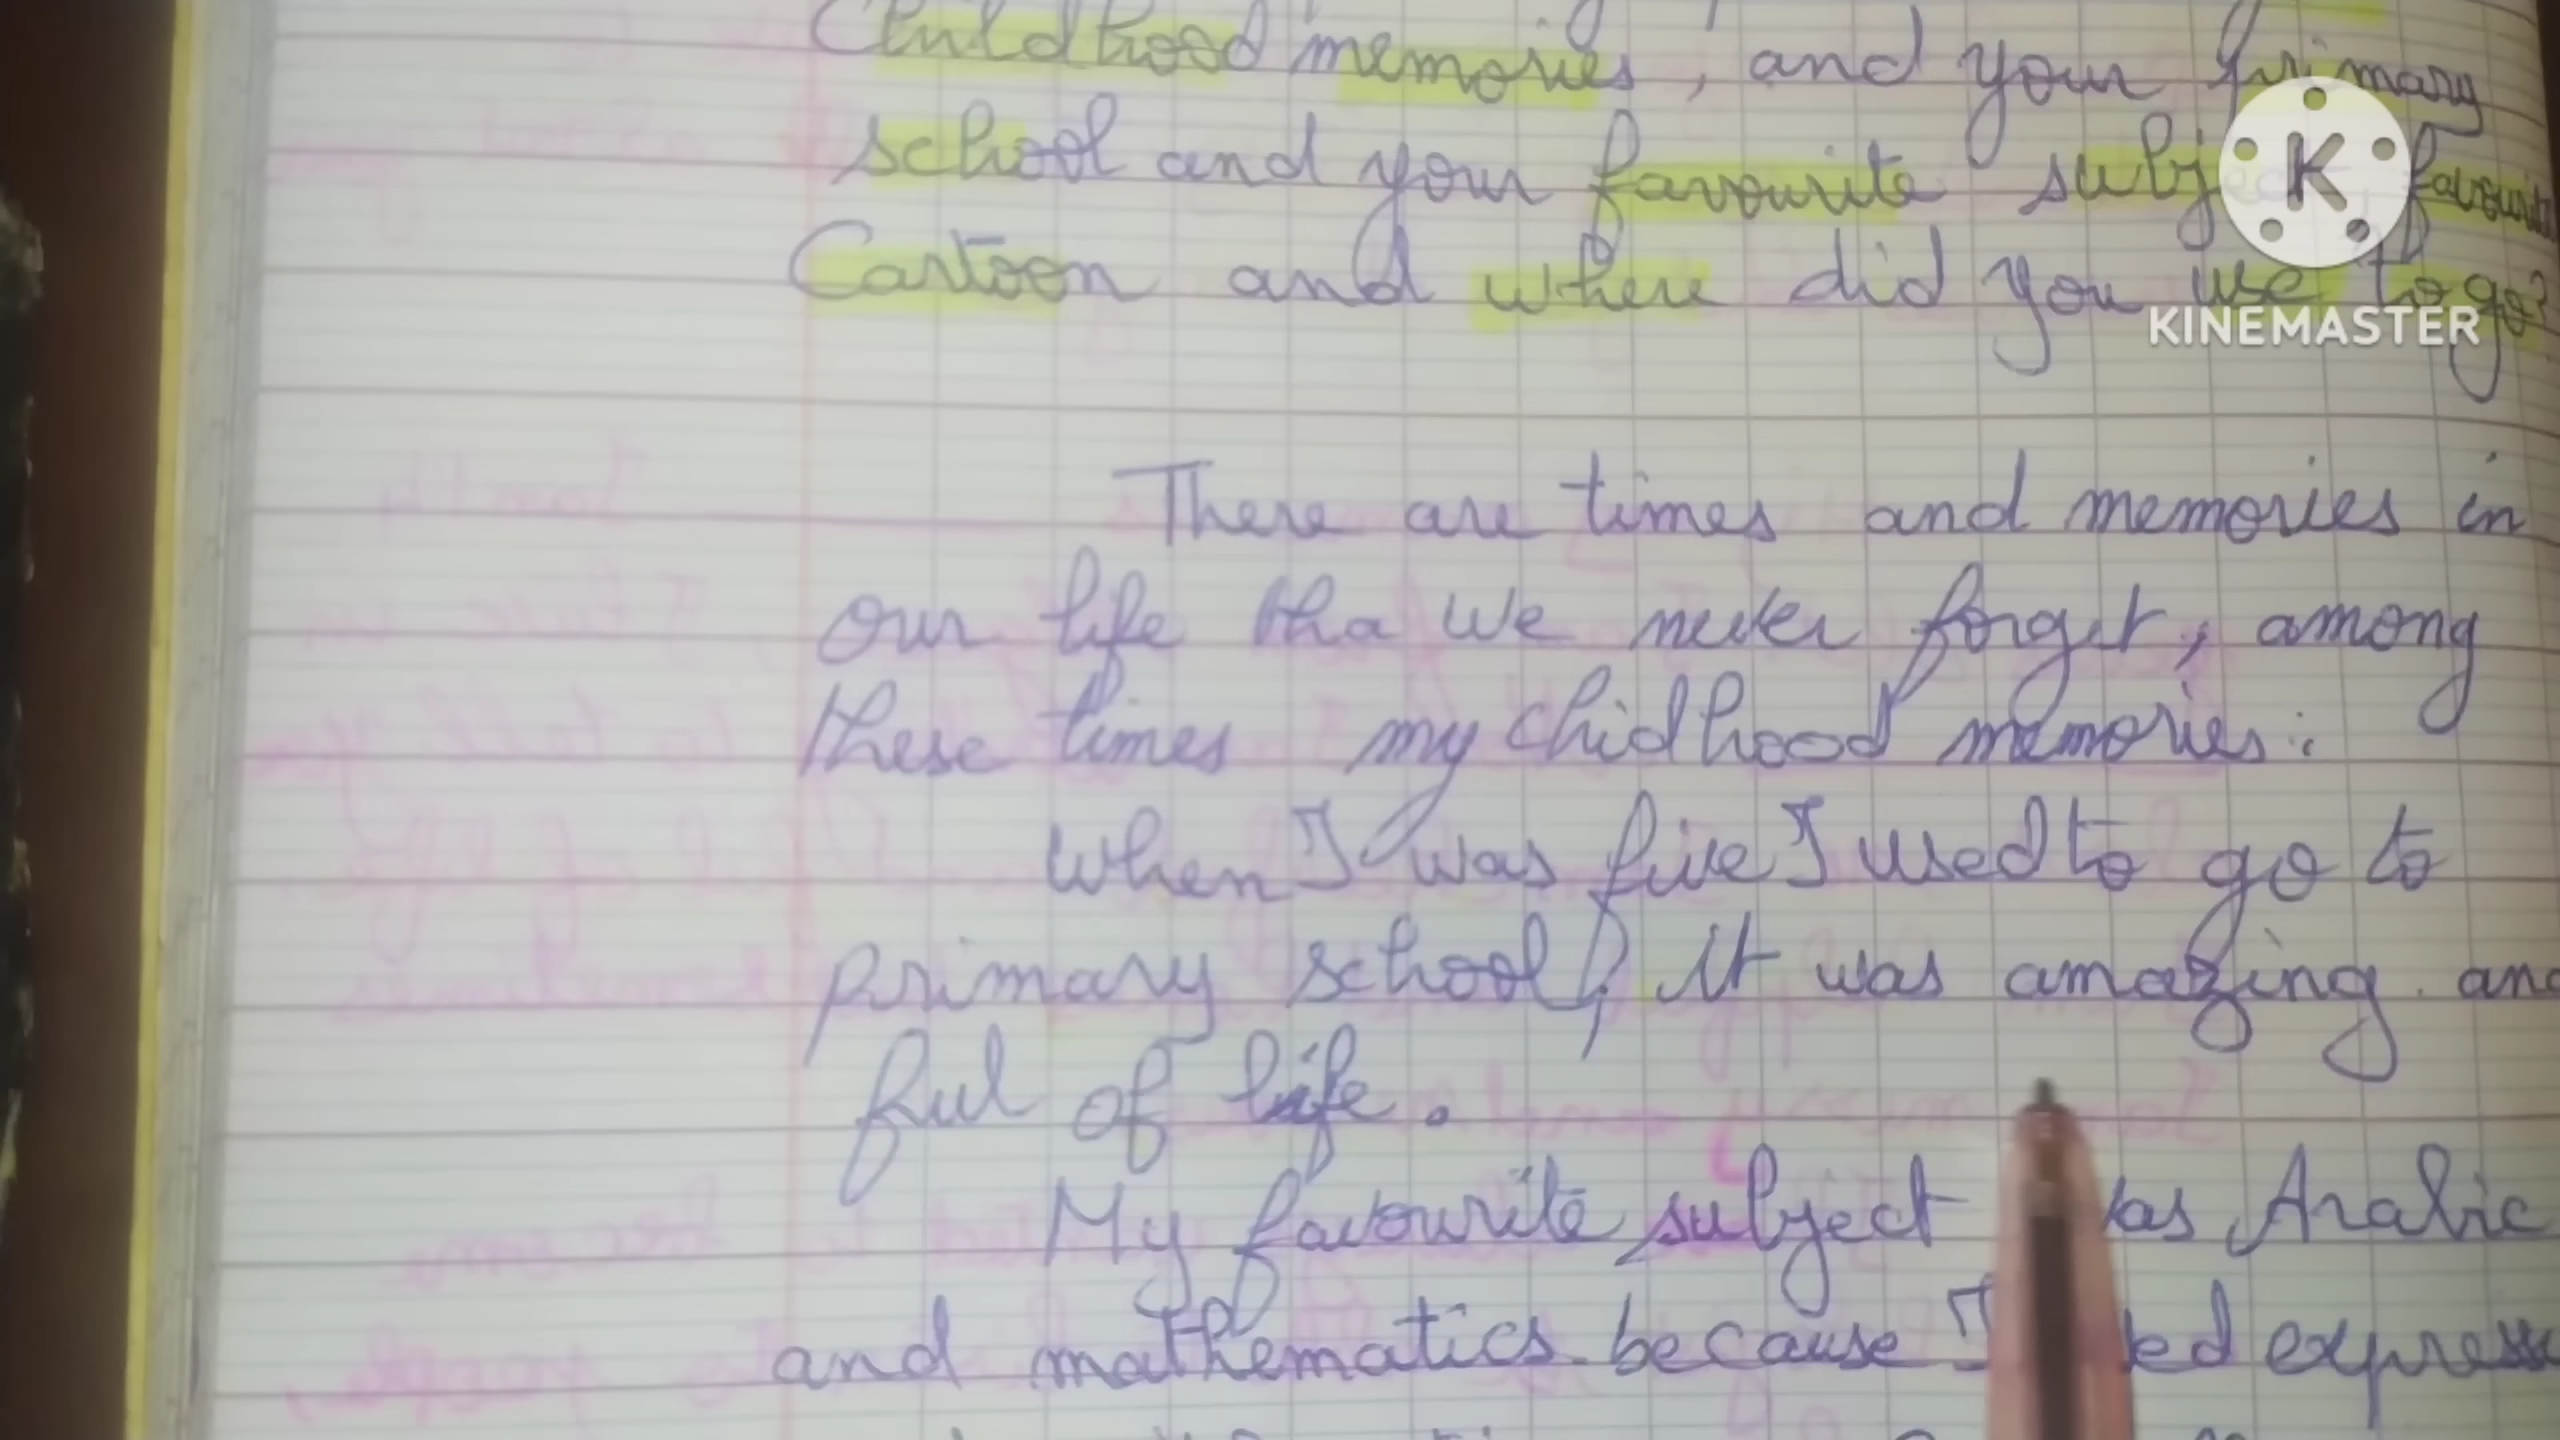 Childhood memories, and your primary
school and your favourite subject, favourite
Cartoon and where did you use to go?
KINEMASTER
There are times and memories in
our life tha we never forget, among
these times my chidhood memories:
when I was five I used to go to
primary school, It was amazing and
ful of life.
My favourite subject was Arabic
and mathematics because I